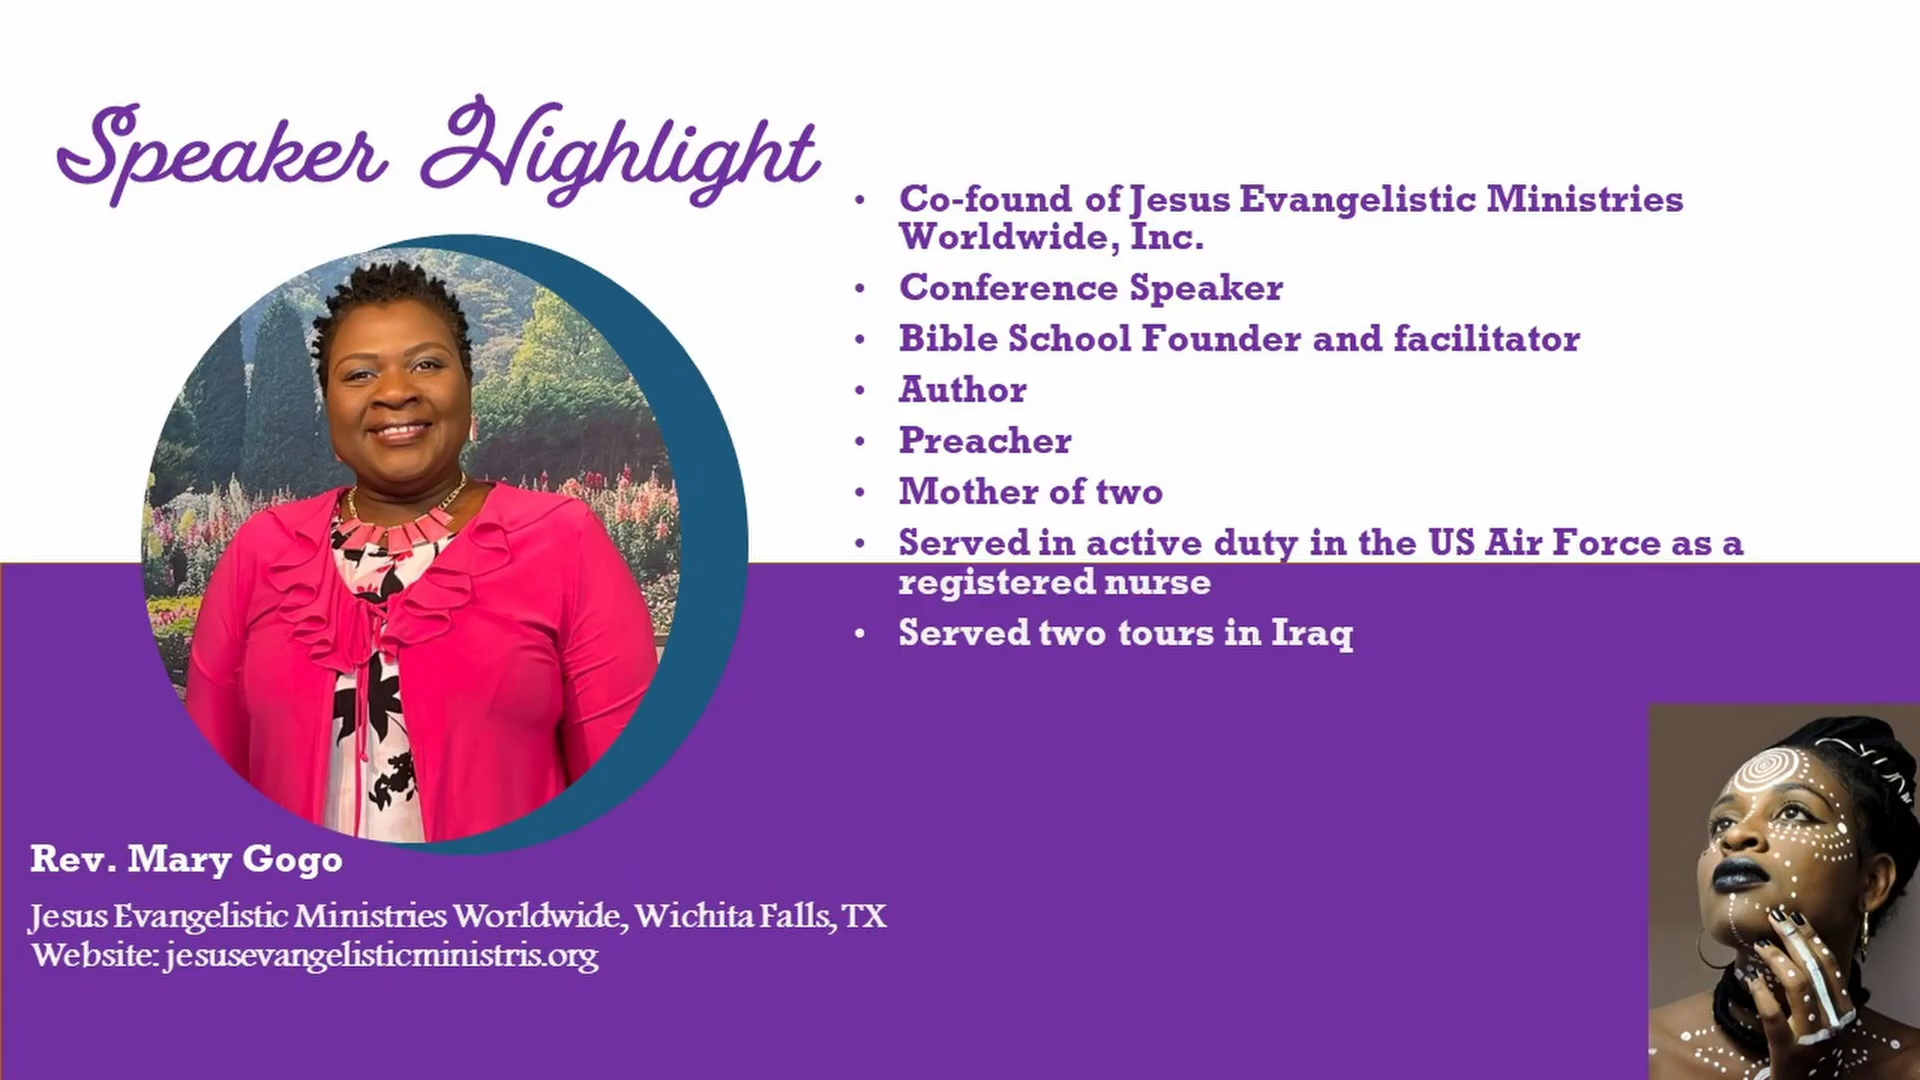 Speaker Highlight
• Co-found of Jesus Evangelistic Ministries
Worldwide, Inc.
• Conference Speaker
• Bible School Founder and facilitator
• Author
• Preacher
• Mother of two
• Served in active duty in the US Air Force as a
registered nurse
• Served two tours in Iraq
Rev. Mary Gogo
Jesus Evangelistic Ministries Worldwide, Wichita Falls, TX
Website: jesusevangelisticministris.org